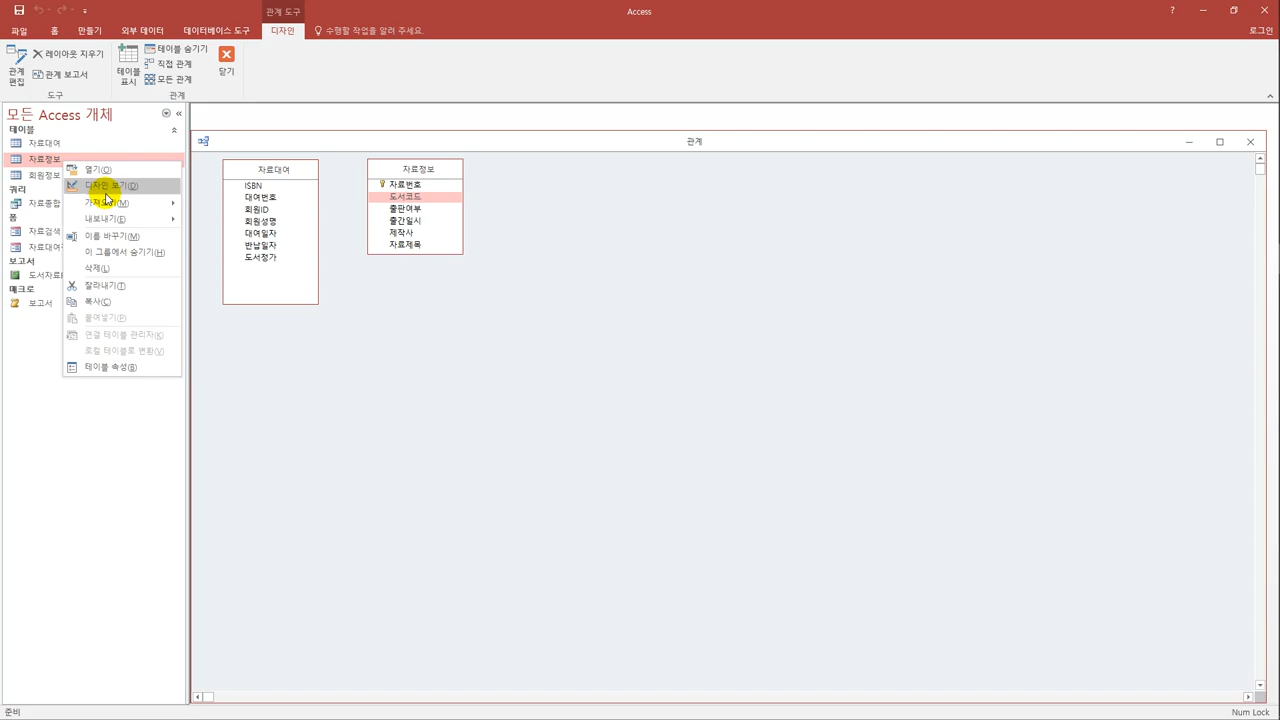 관계 도구
Access
파일
홈
만들기
외부 데이터
데이터베이스 도구
디자인
수행할 작업을 알려 주세요.
로그인
관계
편집
레이아웃 지우기
관계 보고서
도구
테이블
표시
테이블 숨기기
직접 관계
모든 관계
닫기
관계
모든 Access 개체
테이블
자료대여
자료정보
회원정보
쿼리
자료종합
폼
자료검색
자료대여
보고서
도서자료
매크로
보고서
열기(O)
디자인 보기(D)
(M)
내보내기(E)
이름 바꾸기(M)
이 그룹에서 숨기기(H)
삭제(L)
잘라내기(T)
복사(C)
붙여넣기(P)
연결 테이블 관리자(K)
로컬 테이블로 변환(V)
테이블 속성(B)
관계
자료대여
ISBN
대여번호
회원ID
회원성명
대여일자
반납일자
도서정가
자료정보
자료번호
도서코드
출판여부
출간일시
제작사
자료제목
준비
Num Lock